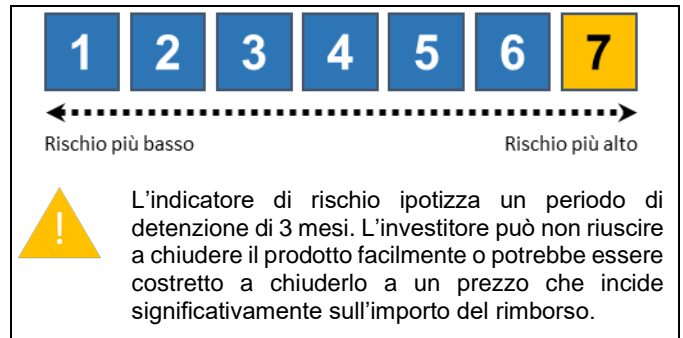 1 2 3 4 5 6 7
Rischio più basso Rischio più alto
!
L’indicatore di rischio ipotizza un periodo di
detenzione di 3 mesi. L’investitore può non riuscire
a chiudere il prodotto facilmente o potrebbe essere
costretto a chiuderlo a un prezzo che incide
significativamente sull’importo del rimborso.